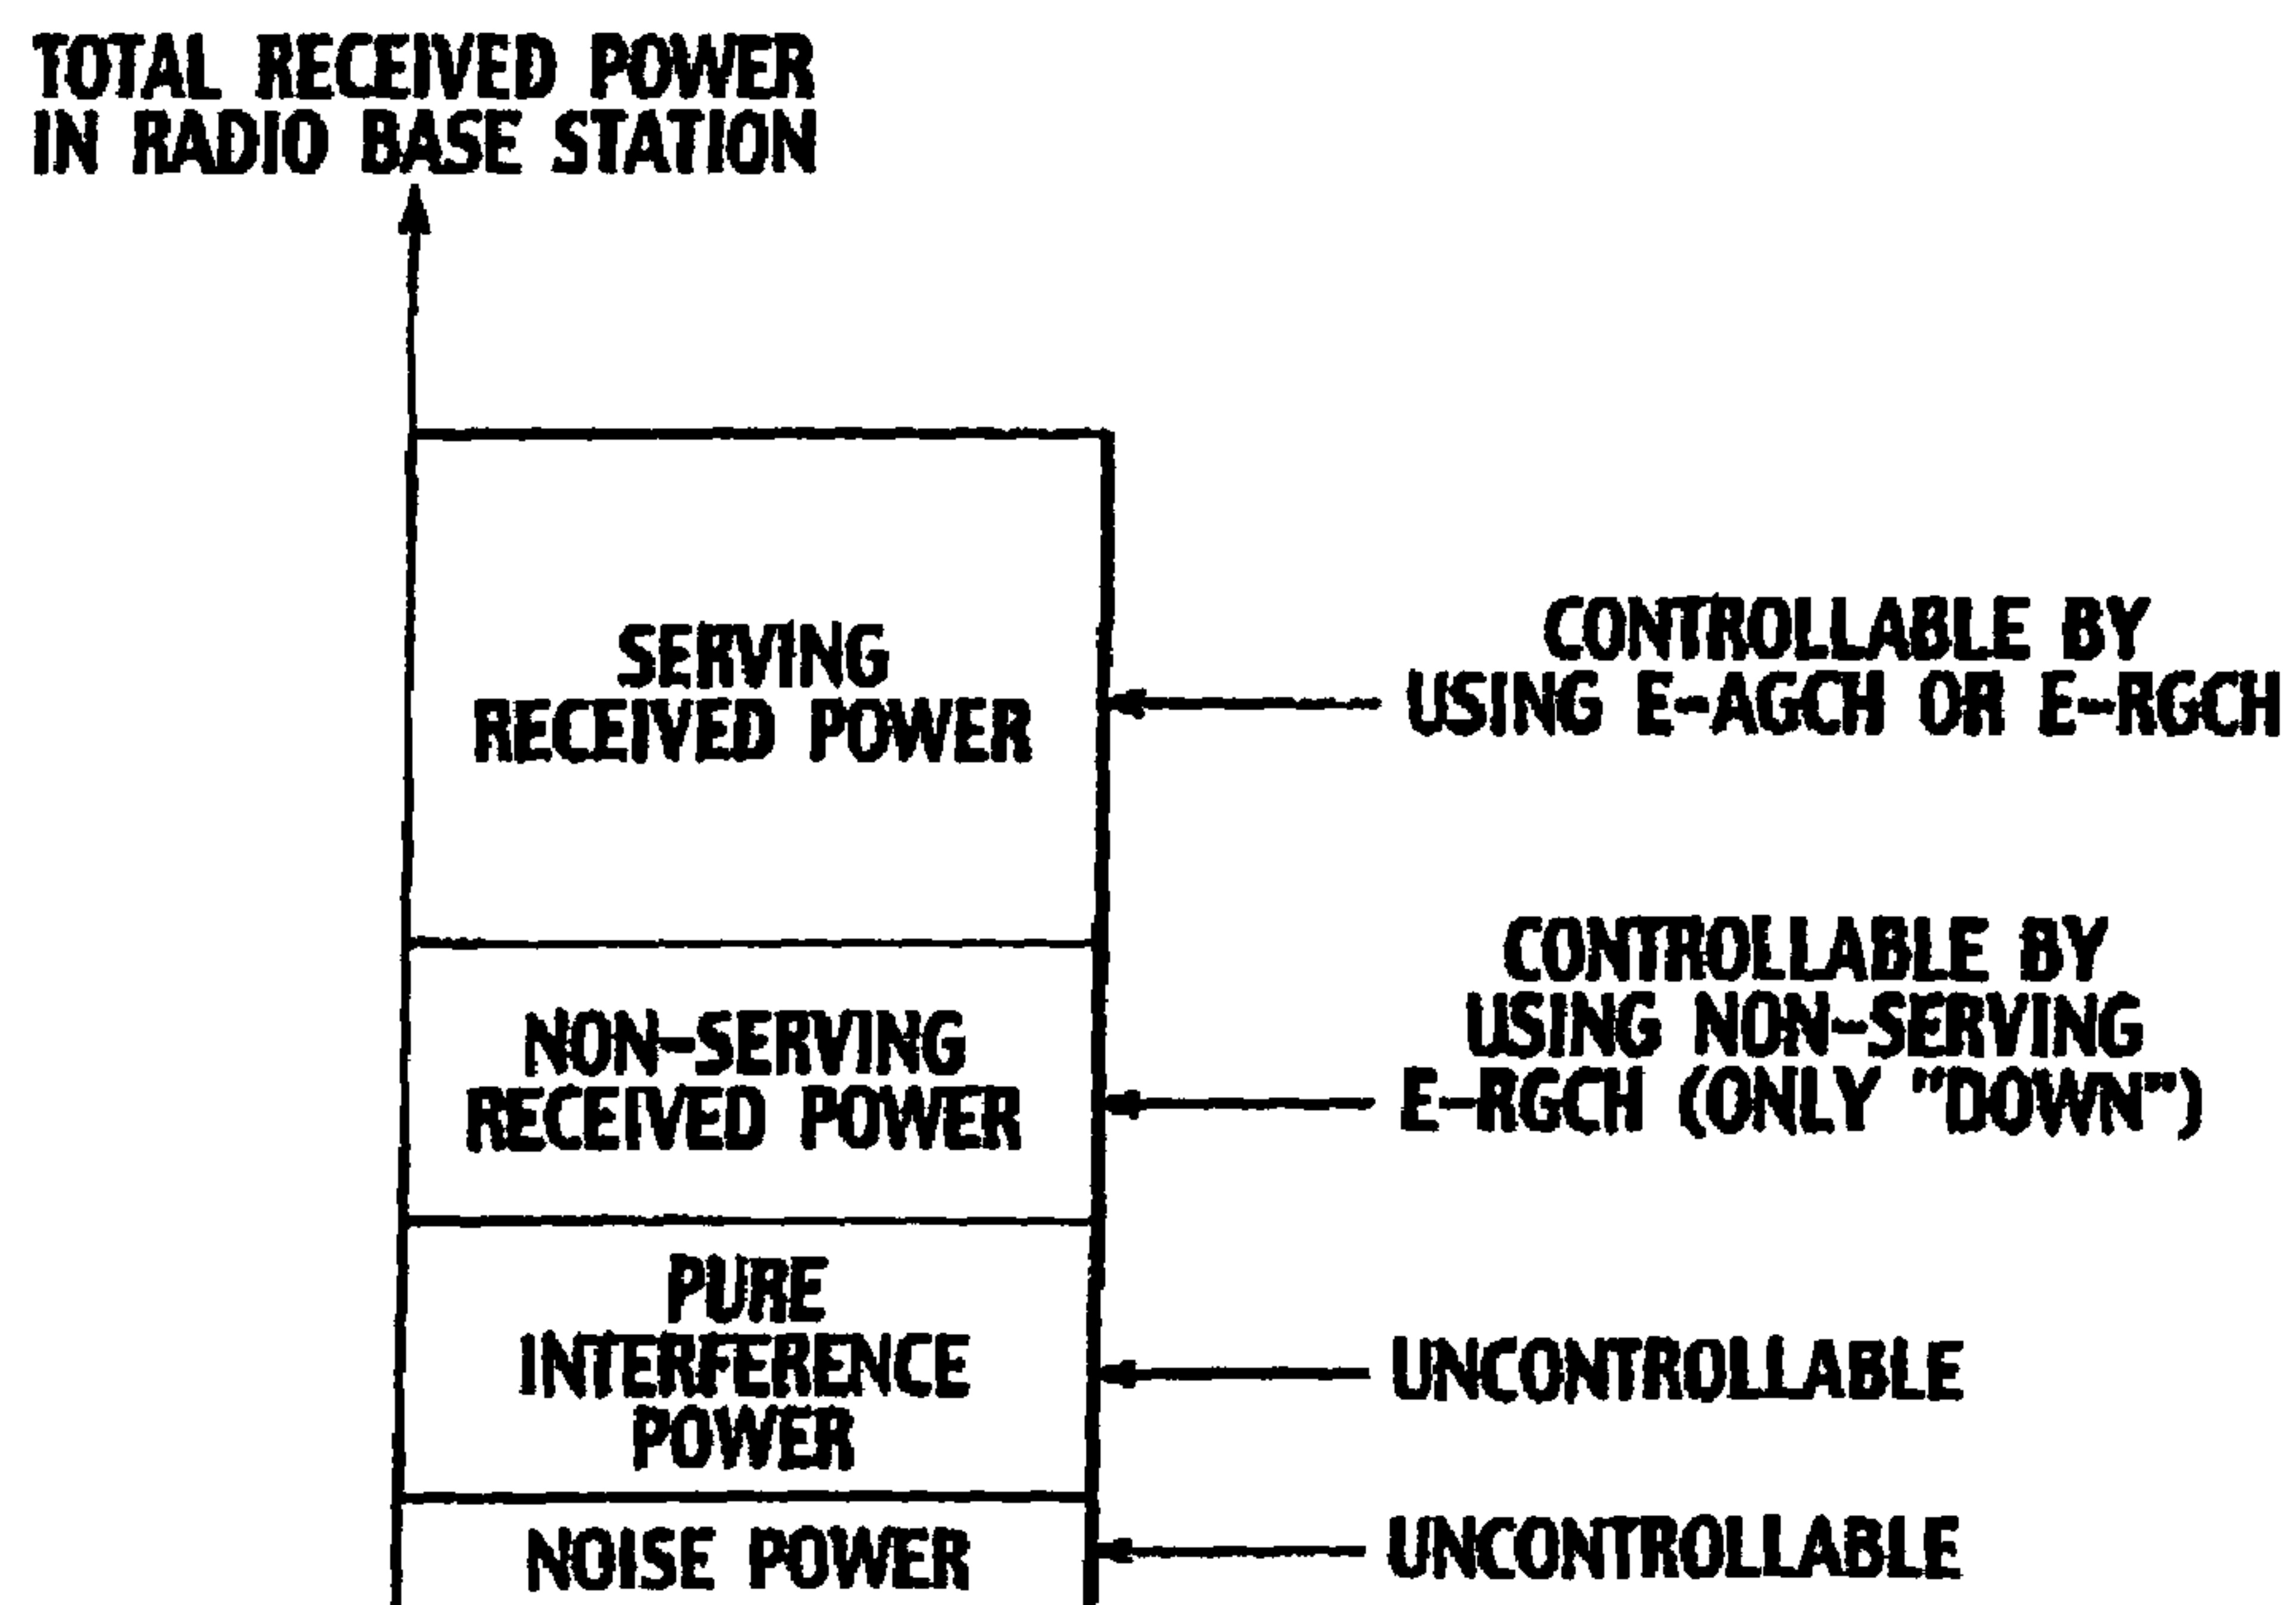 TOTAL RECEIVED POWER
IN RADIO BASE STATION
SERVING
RECEIVED POWER
CONTROLLABLE BY
USING E-AGCH OR E-RGCH
NON-SERVING
RECEIVED POWER
CONTROLLABLE BY
USING NON-SERVING
E-RGCH (ONLY "DOWN")
PURE
INTERFERENCE
POWER
UNCONTROLLABLE
NOISE POWER
UNCONTROLLABLE